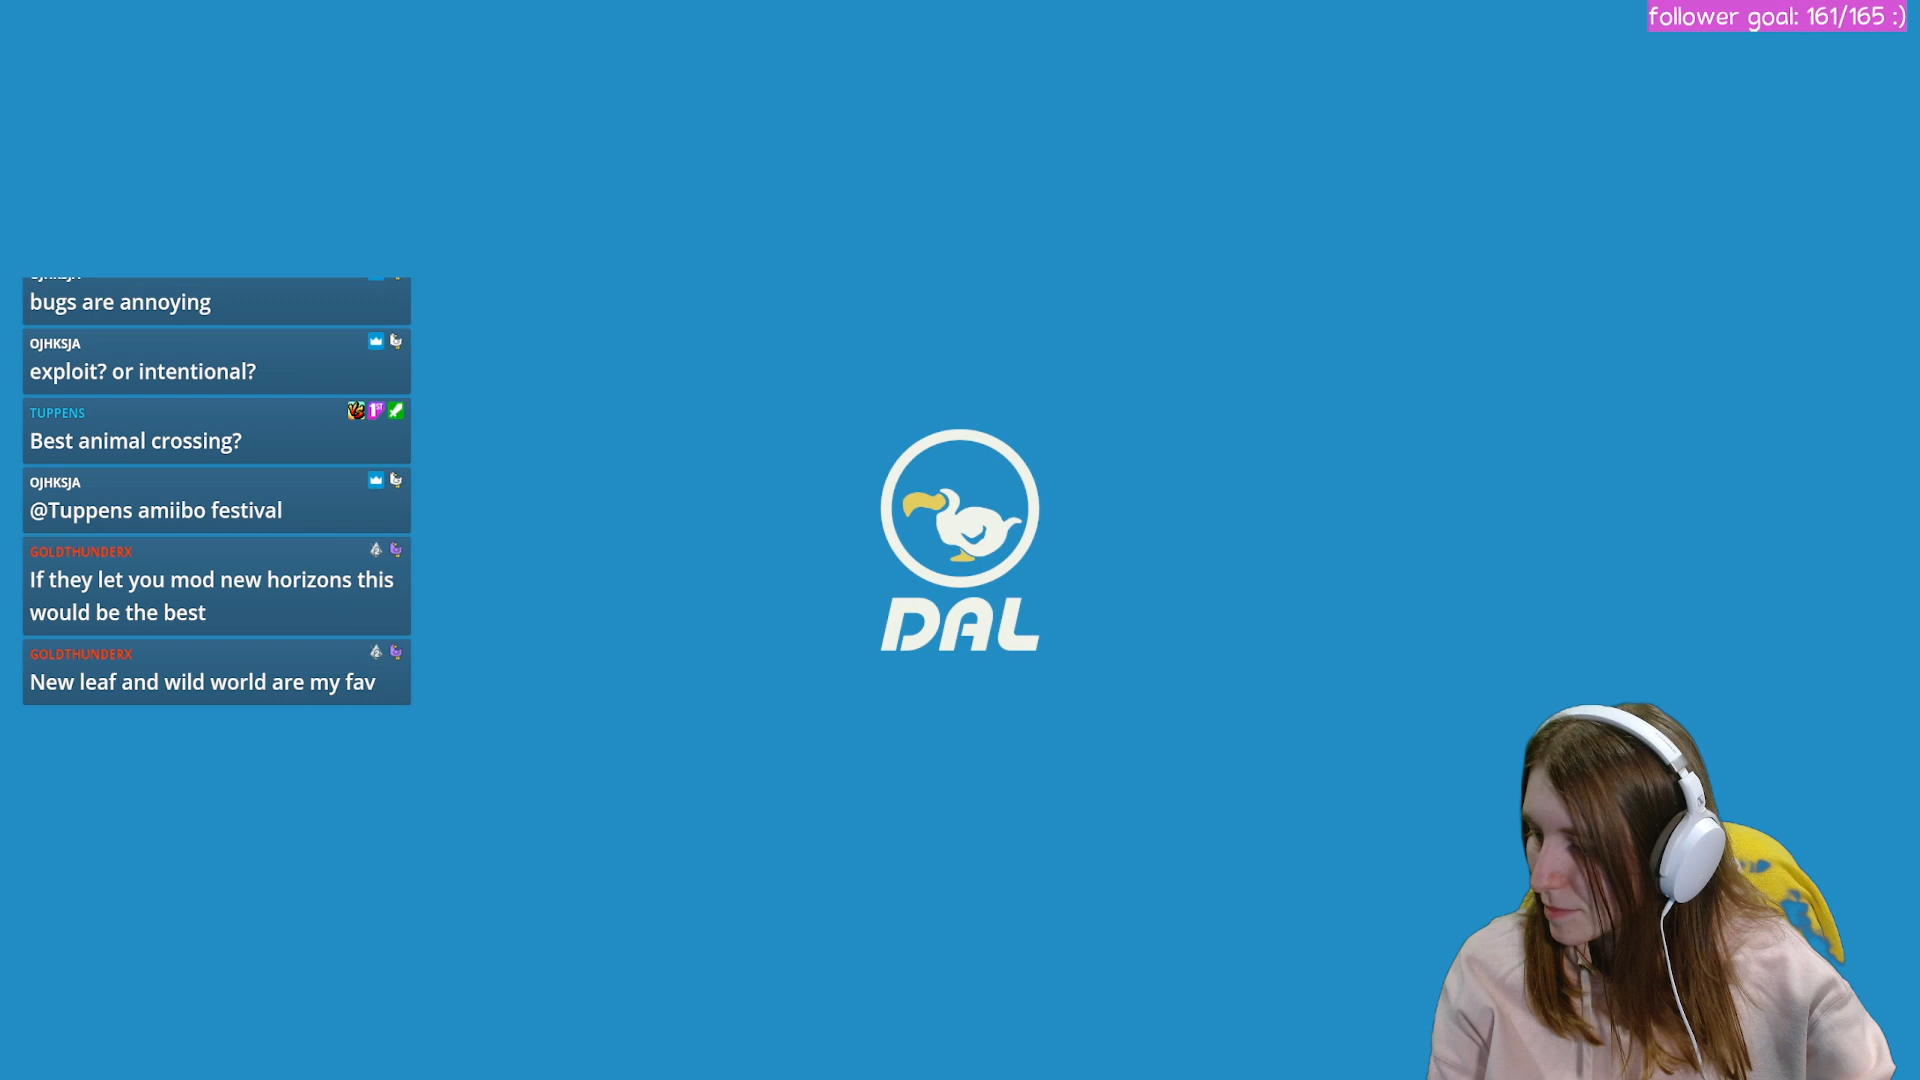 follower goal: 161/165 :)
bugs are annoying
OJHKSJA
exploit? or intentional?
TUPPENS
Best animal crossing?
OJHKSJA
@Tuppens amiibo festival
GOLDTHUNDERX
If they let you mod new horizons this
would be the best
GOLDTHUNDERX
New leaf and wild world are my fav
DAL